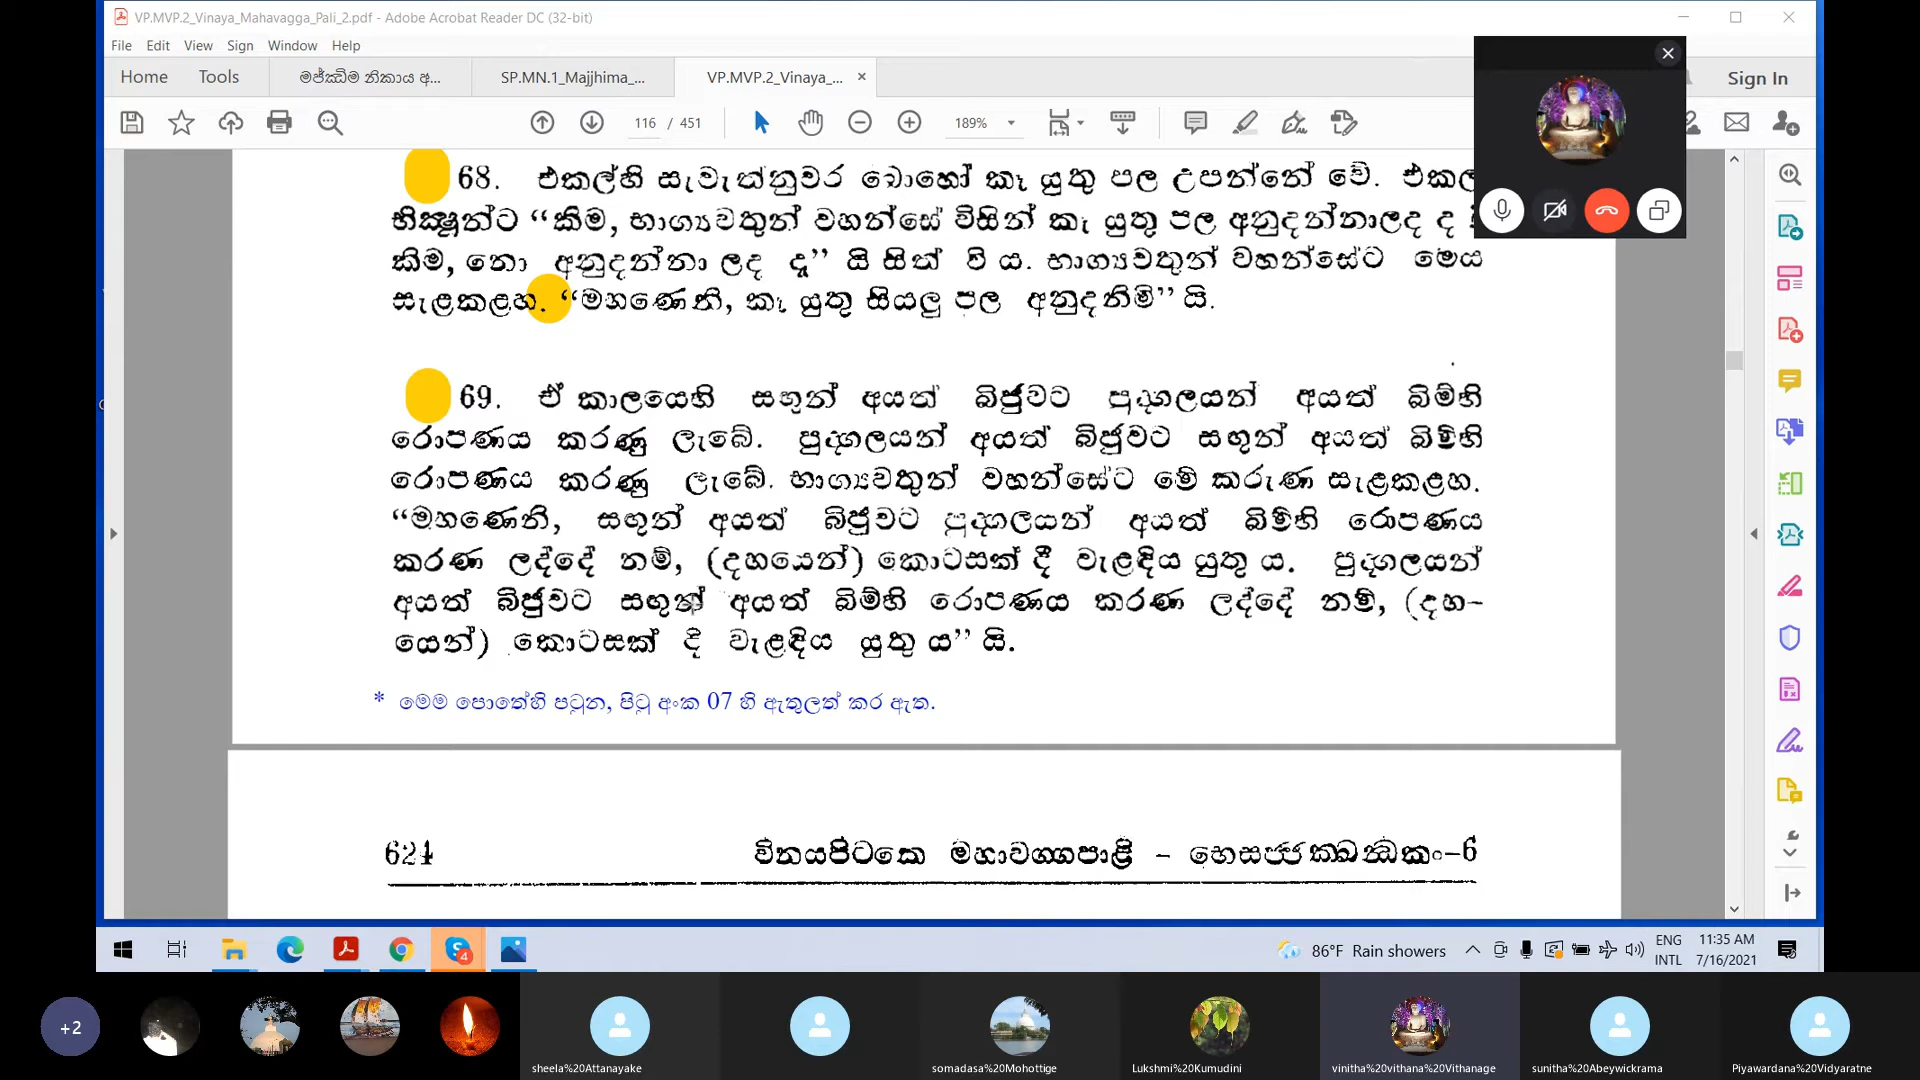 VP.MVP.2_Vinaya_Mahavagga_Pali_2.pdf - Adobe Acrobat Reader DC (32-bit)
File Edit View Sign Window Help
Home Tools මජ්ඣිම නිකාය අ... SP.MN.1_Majjhima_... VP.MVP.2_Vinaya_... Sign In
116 / 451 189%
68. එකල්හි සැවැත්නුවර බොහෝ කෑ යුතු පල උපන්නේ වේ. එකල
භික්‍ෂූන්ට “කිම, භාග්‍යවතුන් වහන්සේ විසින් කෑ යුතු පල අනුදන්නාලද ද
කිම, නො අනුදන්නා ලද දැ” යි සිත් වි ය. භාග්‍යවතුන් වහන්සේට මෙය
සැළකළහ. “මහණෙනි, කෑ යුතු සියලු පල අනුදනිමි” යි.
69. ඒ කාලයෙහි සඟුන් අයත් බිජුවට පුද්ගලයන් අයත් බිම්හි
රොපණය කරණු ලැබේ. පුද්ගලයන් අයත් බිජුවට සඟුන් අයත් බිම්හි
රොපණය කරණු ලැබේ. භාග්‍යවතුන් වහන්සේට මේ කරුණ සැළකළහ.
“මහණෙනි, සඟුන් අයත් බිජුවට පුද්ගලයන් අයත් බිම්හි රොපණය
කරණ ලද්දේ නම්, (දහයෙන්) කොටසක් දී වැළඳිය යුතු ය. පුද්ගලයන්
අයත් බිජුවට සඟුන් අයත් බිම්හි රොපණය කරණ ලද්දේ නම්, (දහ-
යෙන්) කොටසක් දි වැළඳිය යුතු ය” යි.
* මෙම පොතේහි පටුන, පිටු අංක 07 හි ඇතුලත් කර ඇත.
624 විනයපිටකෙ මහාවග්ගපාළි – භෙසජ්ජක්ඛන්ධකං–6
4
86°F Rain showers ENG 11:35 AM
INTL 7/16/2021
+2
sheela%20Attanayake somadasa%20Mohottige Lukshmi%20Kumudini vinitha%20vithana%20Vithanage sunitha%20Abeywickrama Piyawardana%20Vidyaratne